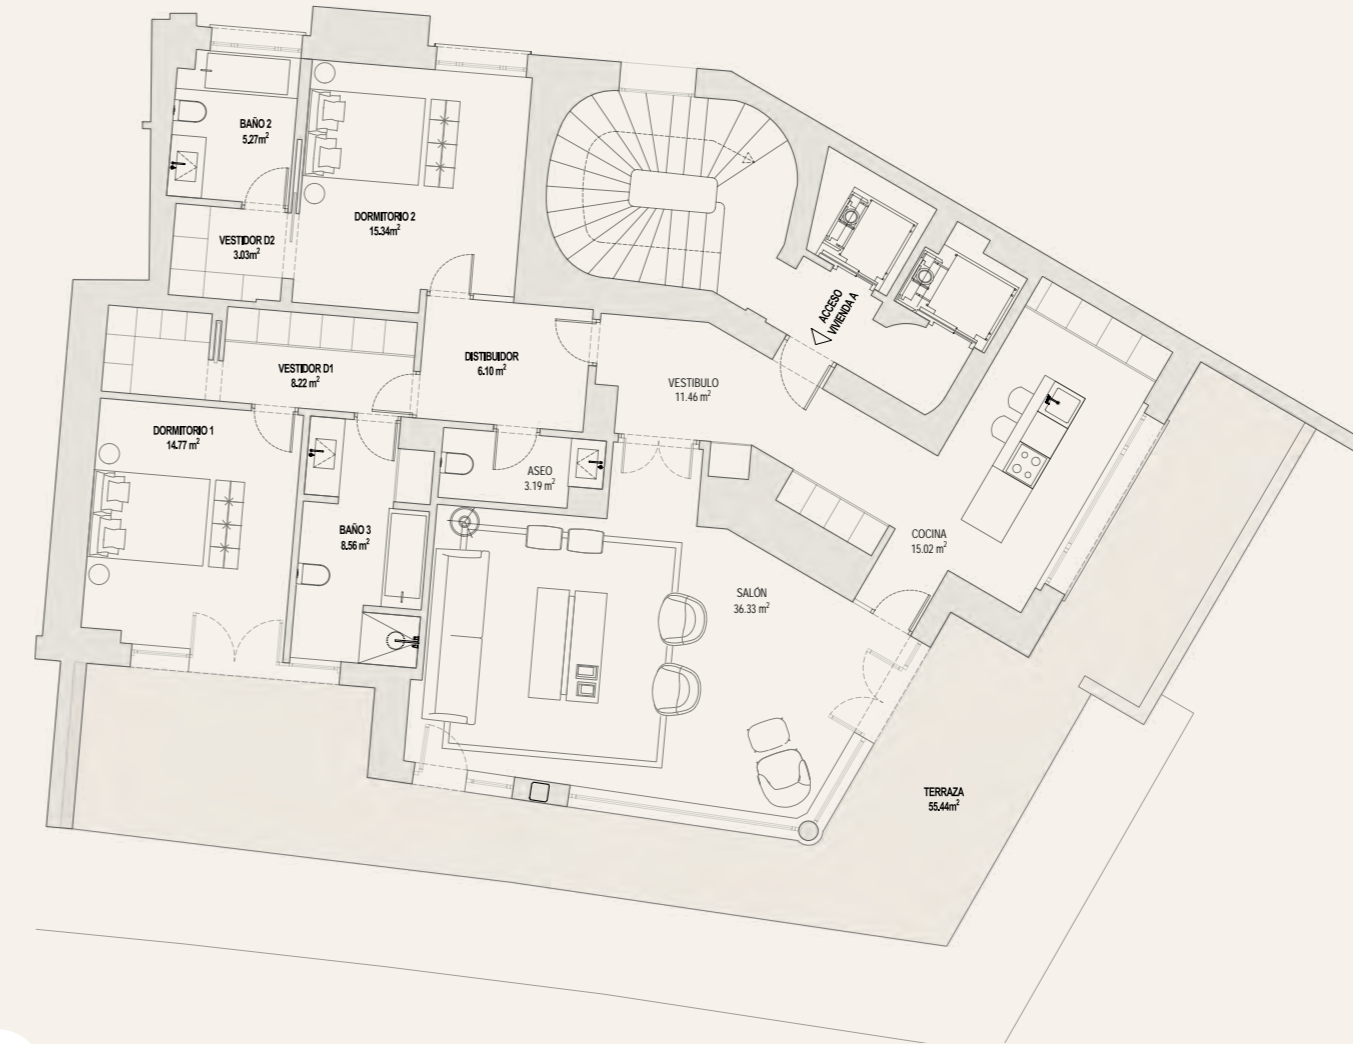 BAÑO 2
5.27m²
DORMITORIO 2
15.34m²
VESTIDOR D2
3.03m²
ACCESO
VIVIENDA A
DISTIBUIDOR
6.10 m²
VESTIDOR D1
8.22 m²
VESTIBULO
11.46 m²
DORMITORIO 1
14.77 m²
ASEO
3.19 m²
BAÑO 3
8.56 m²
COCINA
15.02 m²
SALÓN
36.33 m²
TERRAZA
55.44m²